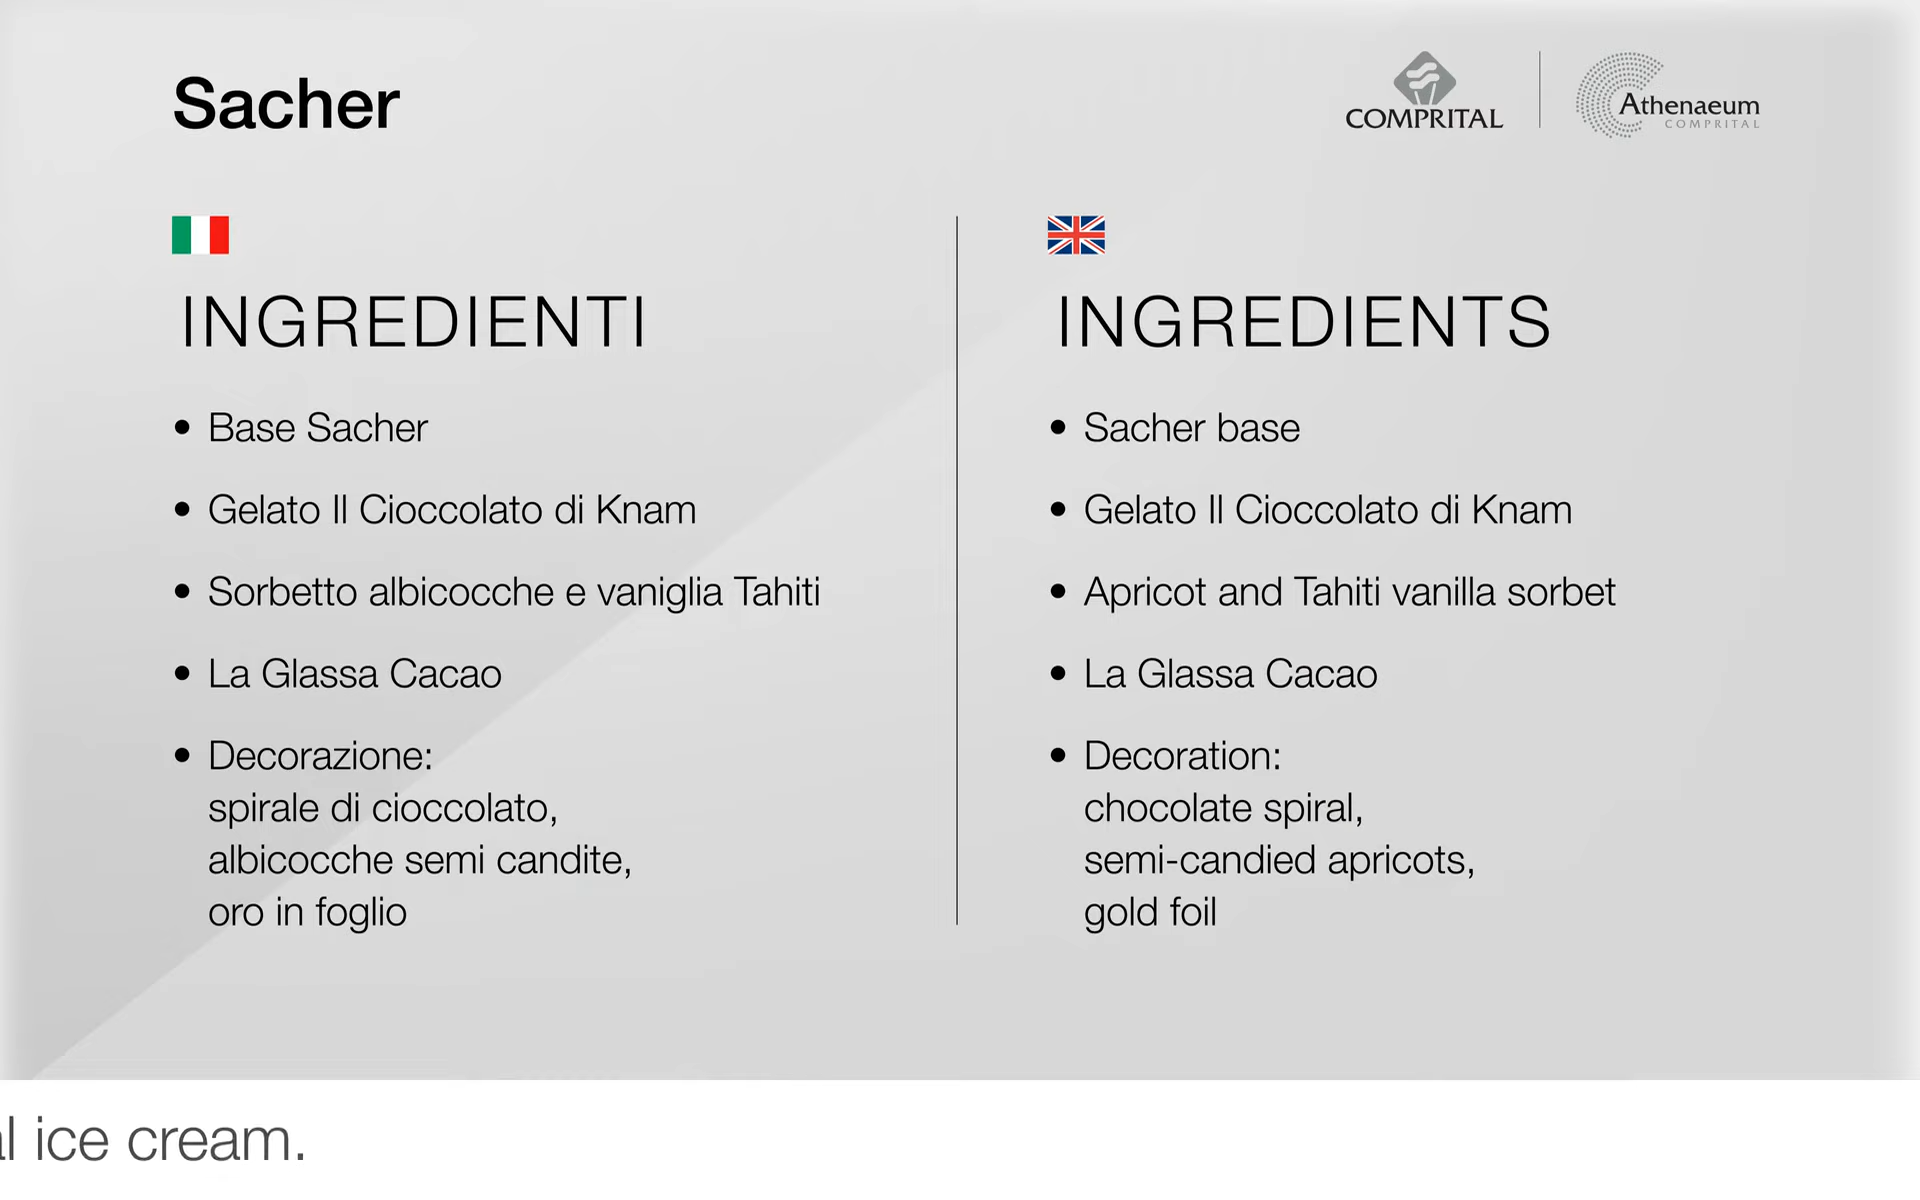 Sacher
COMPRITAL
Athenaeum
COMPRITAL
INGREDIENTI
• Base Sacher
• Gelato Il Cioccolato di Knam
• Sorbetto albicocche e vaniglia Tahiti
• La Glassa Cacao
• Decorazione:
spirale di cioccolato,
albicocche semi candite,
oro in foglio
INGREDIENTS
• Sacher base
• Gelato Il Cioccolato di Knam
• Apricot and Tahiti vanilla sorbet
• La Glassa Cacao
• Decoration:
chocolate spiral,
semi-candied apricots,
gold foil
ice cream.